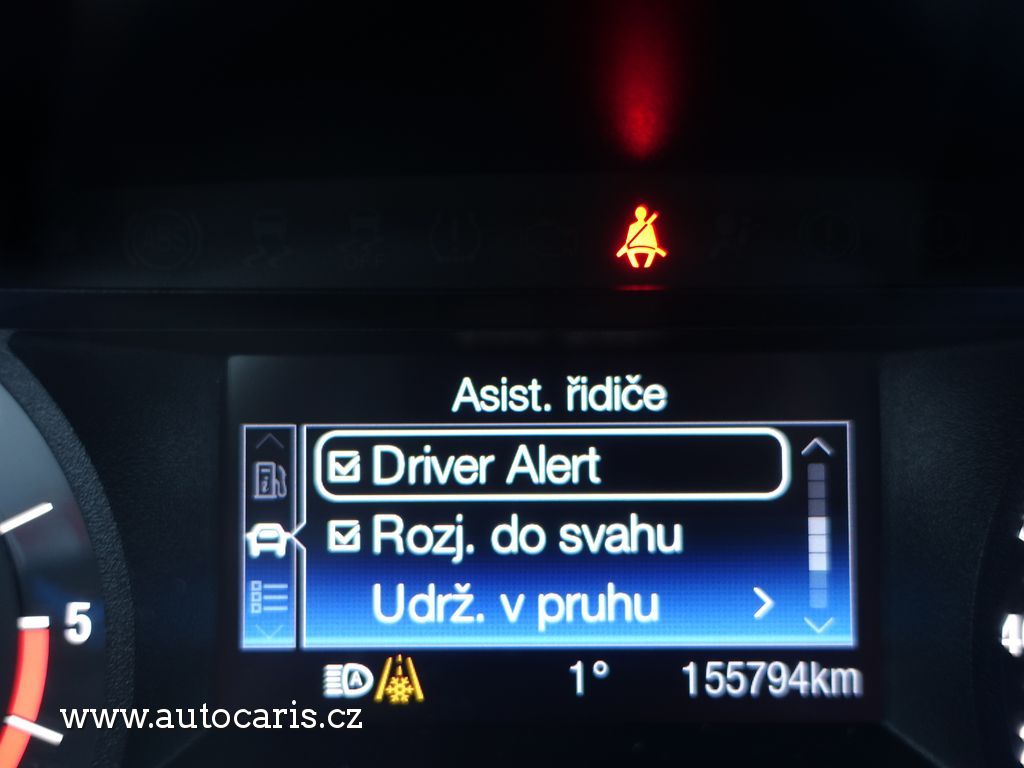 Asist. řidiče
Driver Alert
Rozj. do svahu
Udrž. v pruhu
A 1° 155794km
5
www.autocaris.cz